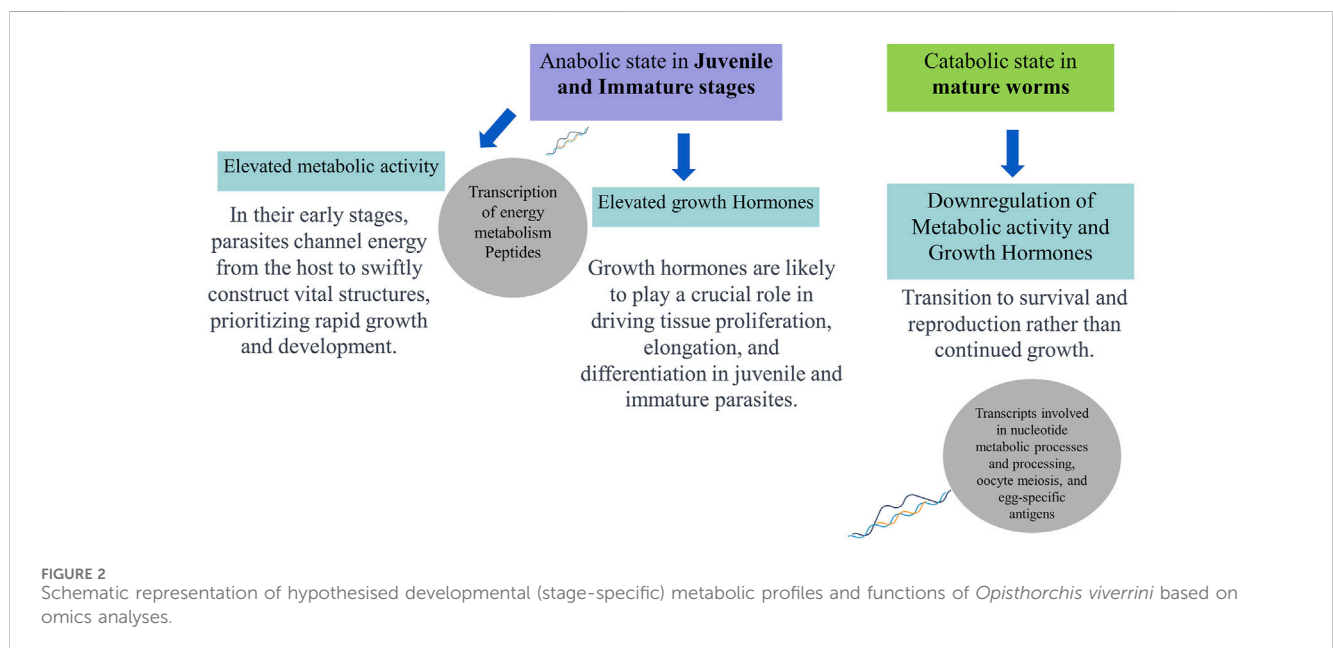 Anabolic state in Juvenile
and Immature stages
Elevated metabolic activity
In their early stages,
parasites channel energy
from the host to swiftly
construct vital structures,
prioritizing rapid growth
and development.
Transcription
of energy
metabolism
Peptides
Elevated growth Hormones
Growth hormones are likely
to play a crucial role in
driving tissue proliferation,
elongation, and
differentiation in juvenile and
immature parasites.
Catabolic state in
mature worms
Downregulation of
Metabolic activity and
Growth Hormones
Transition to survival and
reproduction rather than
continued growth.
Transcripts involved
in nucleotide
metabolic processes
and processing,
oocyte meiosis, and
egg-specific
antigens
FIGURE 2
Schematic representation of hypothesised developmental (stage-specific) metabolic profiles and functions of Opisthorchis viverrini based on
omics analyses.